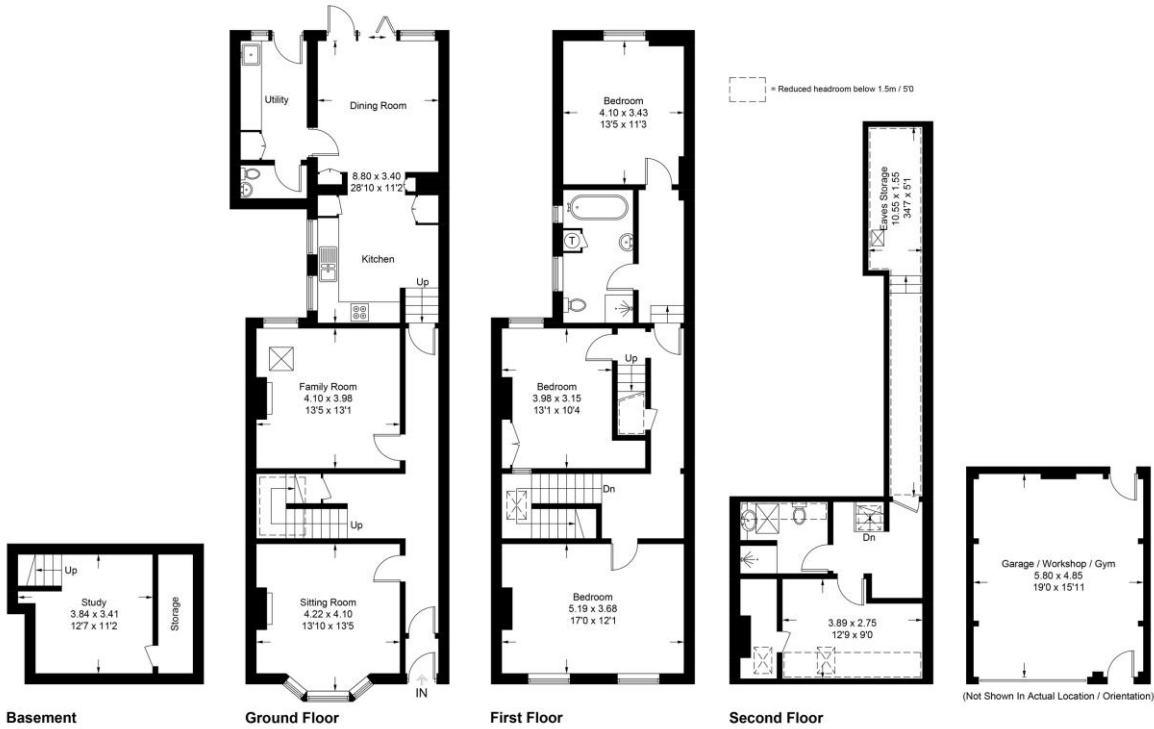 = Reduced headroom below 1.5m / 5'0
Utility
Dining Room
8.80 x 3.40
28'10 x 11'2
Kitchen
Up
Family Room
4.10 x 3.98
13'5 x 13'1
Up
Sitting Room
4.22 x 4.10
13'10 x 13'5
IN
Up
Study
3.84 x 3.41
12'7 x 11'2
Storage
Bedroom
4.10 x 3.43
13'5 x 11'3
T
Up
Bedroom
3.98 x 3.15
13'1 x 10'4
Dn
Bedroom
5.19 x 3.68
17'0 x 12'1
Eaves Storage
10.55 x 1.55
34'7 x 5'1
Dn
3.89 x 2.75
12'9 x 9'0
Garage / Workshop / Gym
5.80 x 4.85
19'0 x 15'11
(Not Shown In Actual Location / Orientation)
Basement
Ground Floor
First Floor
Second Floor